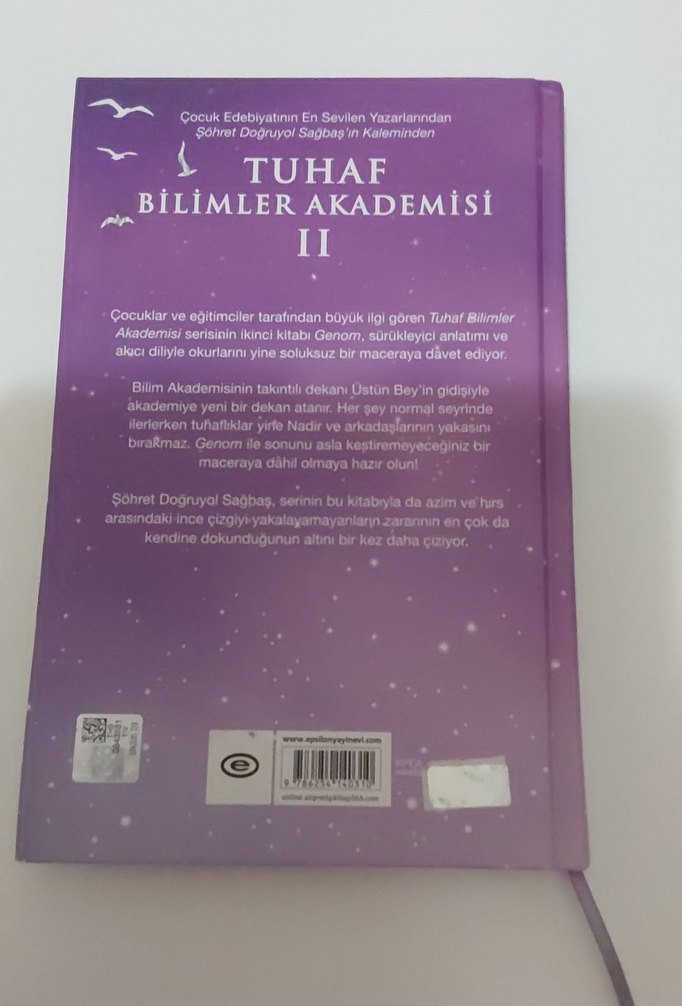 Çocuk Edebiyatının En Sevilen Yazarlarından
Şöhret Doğruyol Sağbaş'ın Kaleminden
TUHAF
BİLİMLER AKADEMİSİ
II
Çocuklar ve eğitimciler tarafından büyük ilgi gören Tuhaf Bilimler
Akademisi serisinin ikinci kitabı Genom, sürükleyici anlatımı ve
akıcı diliyle okurlarını yine soluksuz bir maceraya dâvet ediyor.
Bilim Akademisinin takıntılı dekanı Üstün Bey'in gidişiyle
akademiye yeni bir dekan atanır. Her şey normal seyrinde
ilerlerken tuhaflıklar yine Nadir ve arkadaşlarının yakasını
bırakmaz. Genom ile sonunu asla kestiremeyeceğiniz bir
maceraya dâhil olmaya hazır olun!
Şöhret Doğruyol Sağbaş, serinin bu kitabıyla da azim ve hırs
arasındaki ince çizgiyi yakalayamayanların zararının en çok da
kendine dokunduğunun altını bir kez daha çiziyor.
e
www.epsilonyayinevi.com
9 786254 140310